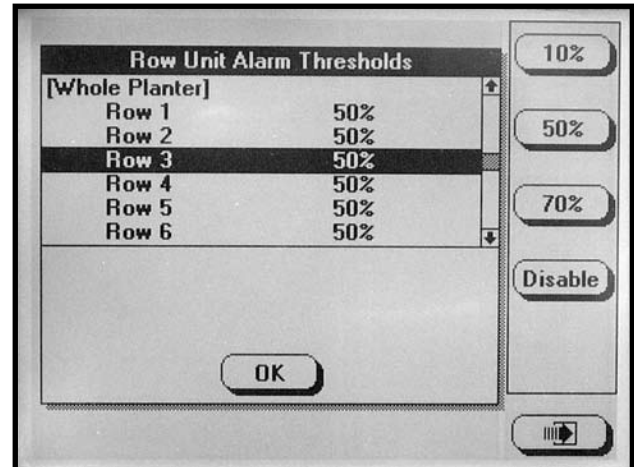 Row Unit Alarm Thresholds
[Whole Planter]
Row 1 50%
Row 2 50%
Row 3 50%
Row 4 50%
Row 5 50%
Row 6 50%
OK
10%
50%
70%
Disable